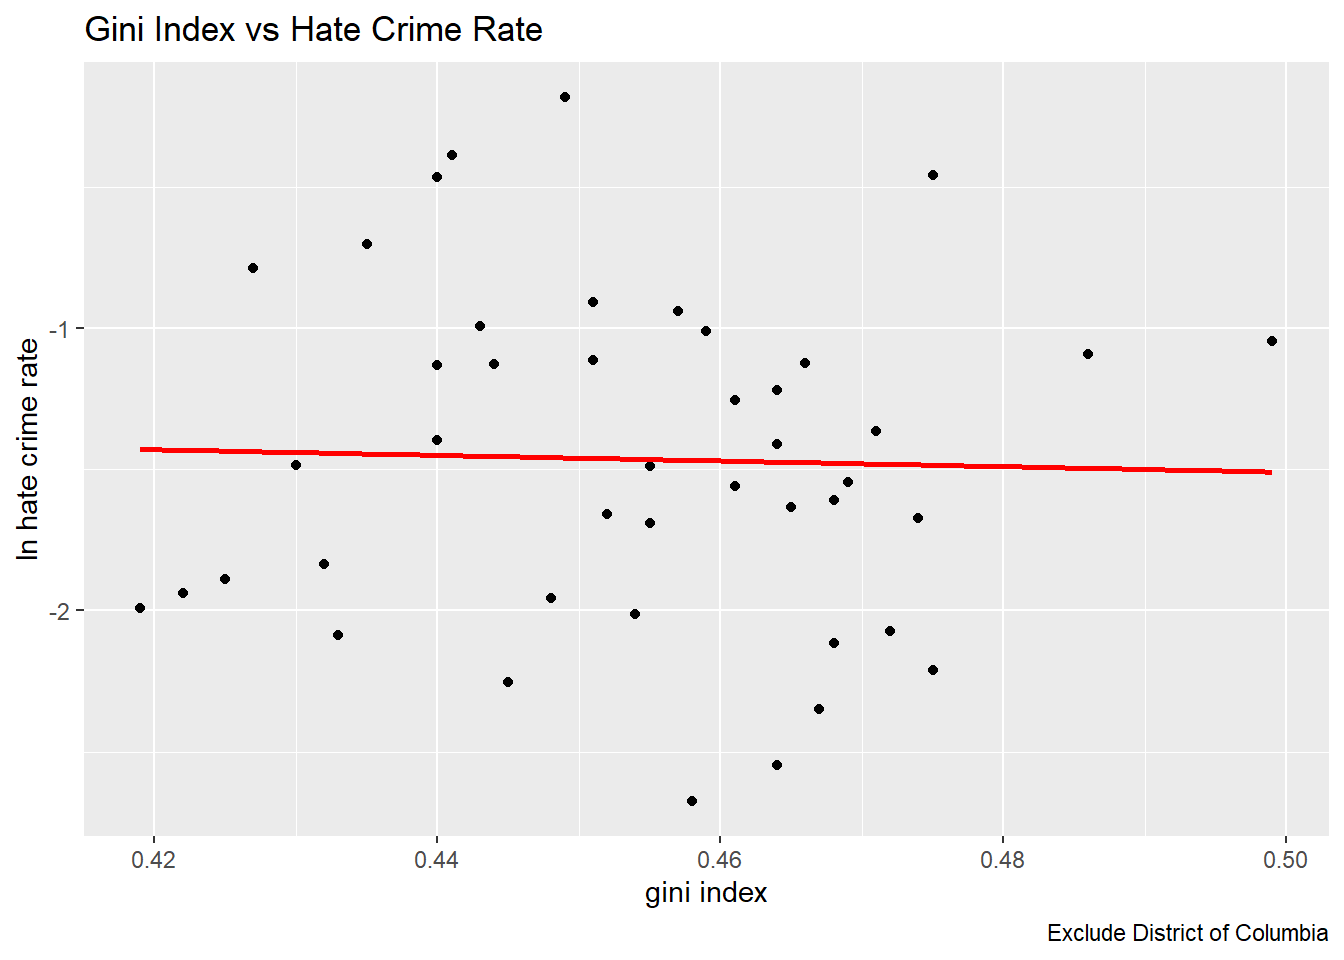 Gini Index vs Hate Crime Rate
ln hate crime rate
-1
-2
0.42 0.44 0.46 0.48 0.50
gini index
Exclude District of Columbia